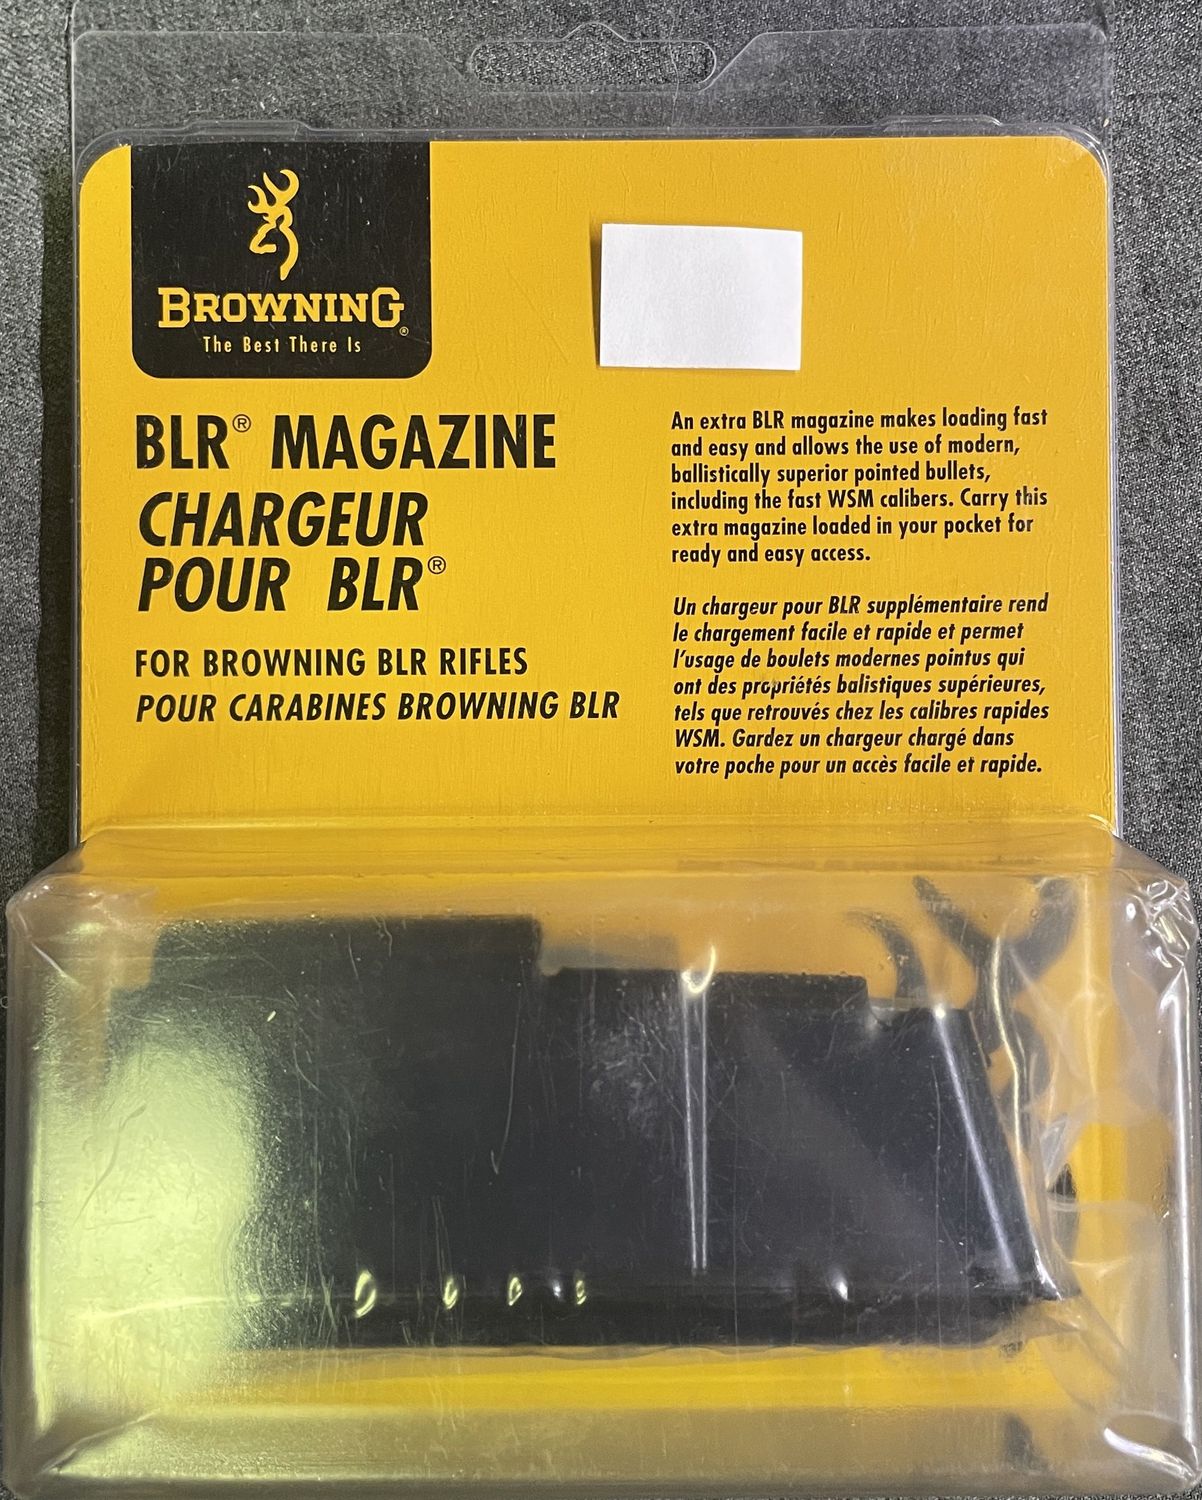 BROWNING®
The Best There Is
BLR® MAGAZINE
CHARGEUR
POUR BLR®
FOR BROWNING BLR RIFLES
POUR CARABINES BROWNING BLR
An extra BLR magazine makes loading fast
and easy and allows the use of modern,
ballistically superior pointed bullets,
including the fast WSM calibers. Carry this
extra magazine loaded in your pocket for
ready and easy access.
Un chargeur pour BLR supplémentaire rend
le chargement facile et rapide et permet
l'usage de boulets modernes pointus qui
ont des propriétés balistiques supérieures,
tels que retrouvés chez les calibres rapides
WSM. Gardez un chargeur chargé dans
votre poche pour un accès facile et rapide.